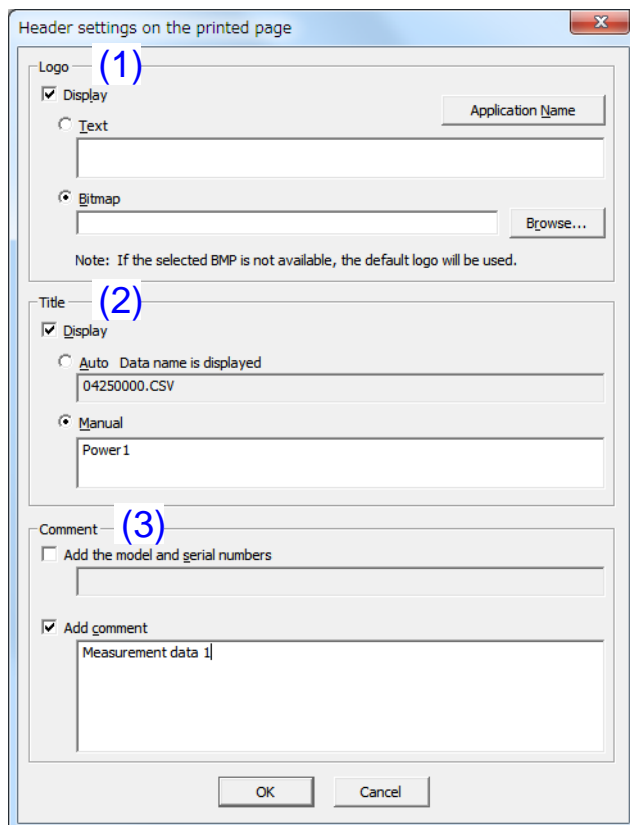 Header settings on the printed page
Logo (1)
Display
Application Name
Text
Bitmap
Browse...
Note: If the selected BMP is not available, the default logo will be used.
Title (2)
Display
Auto Data name is displayed
04250000.CSV
Manual
Power1
Comment (3)
Add the model and serial numbers
Add comment
Measurement data 1
OK Cancel